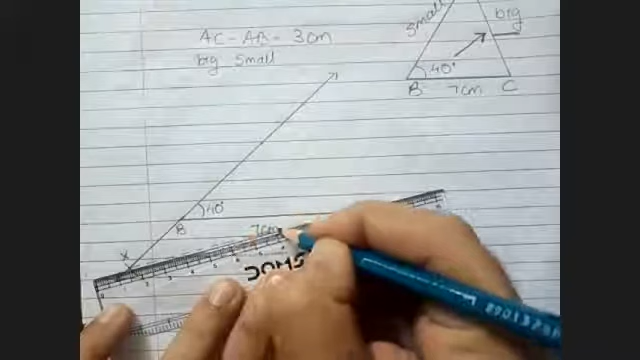 AC - AB = 3cm
big small
small
big
40°
B 7cm C
40°
B
7cm
X
DOMS